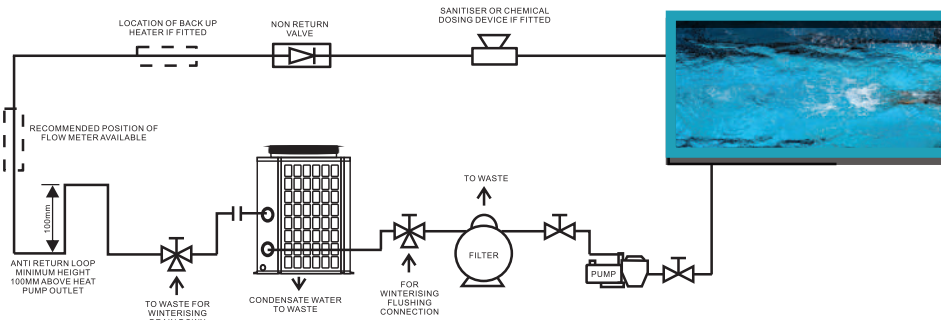 LOCATION OF BACK UP
HEATER IF FITTED
NON RETURN
VALVE
SANITISER OR CHEMICAL
DOSING DEVICE IF FITTED
RECOMMENDED POSITION OF
FLOW METER AVAILABLE
100mm
ANTI RETURN LOOP
MINIMUM HEIGHT
100MM ABOVE HEAT
PUMP OUTLET
TO WASTE FOR
WINTERISING
CONDENSATE WATER
TO WASTE
FOR
WINTERISING
FLUSHING
CONNECTION
TO WASTE
FILTER
PUMP